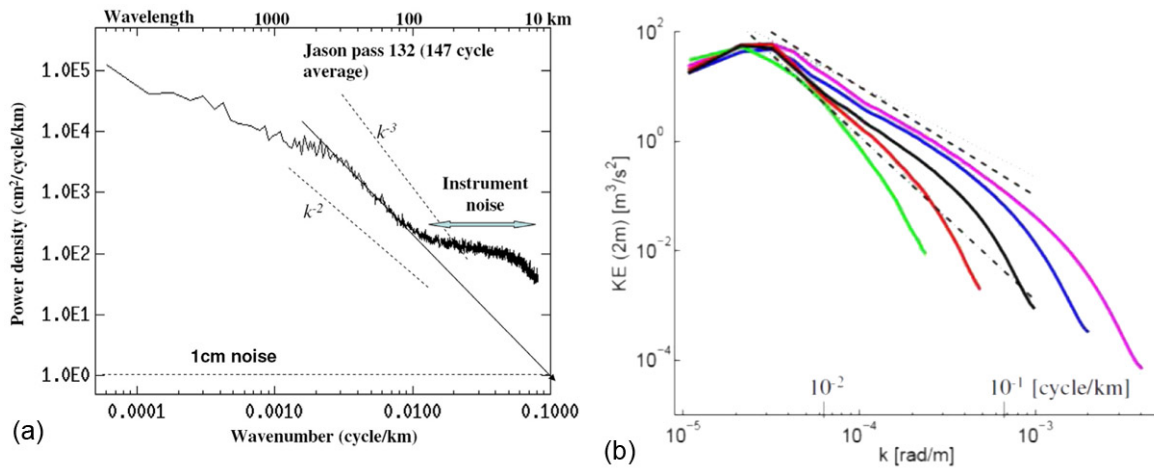 Wavelength 1000 100 10 km
1.0E5
1.0E4
1.0E3
1.0E2
1.0E1
1.0E0
Power density (cm²/cycle/km)
Jason pass 132 (147 cycle
average)
k⁻³
k⁻²
Instrument
noise
1cm noise
0.0001 0.0010 0.0100 0.1000
Wavenumber (cycle/km)
(a)
10²
10⁰
10⁻²
10⁻⁴
KE (2m) [m³/s²]
10⁻² 10⁻¹ [cycle/km]
10⁻⁵ 10⁻⁴ 10⁻³
k [rad/m]
(b)